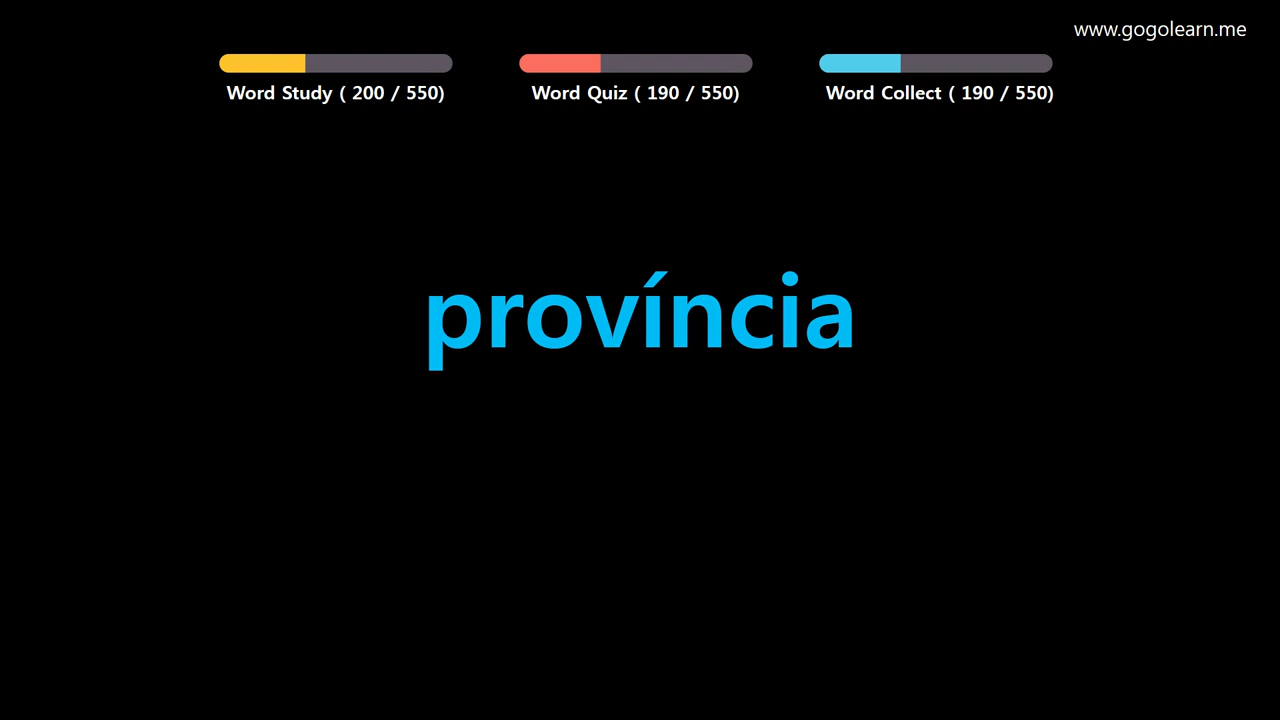 www.gogolearn.me
Word Study ( 200 / 550)
Word Quiz ( 190 / 550)
Word Collect ( 190 / 550)
província